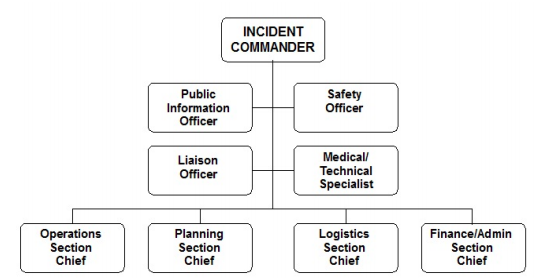 INCIDENT
COMMANDER
Public
Information
Officer
Safety
Officer
Liaison
Officer
Medical/
Technical
Specialist
Operations
Section
Chief
Planning
Section
Chief
Logistics
Section
Chief
Finance/Admin
Section
Chief